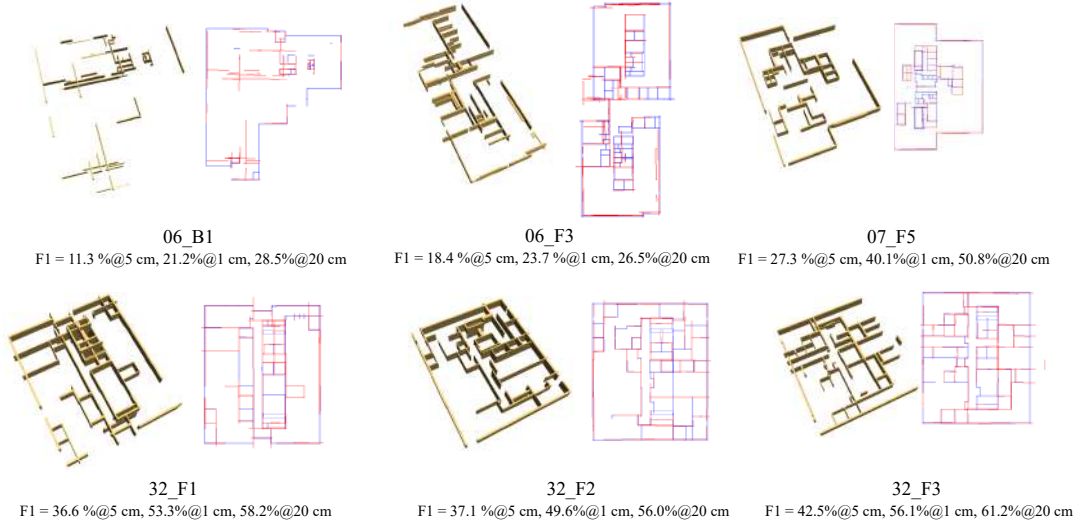 06_B1
F1 = 11.3 %@5 cm, 21.2%@1 cm, 28.5%@20 cm
06_F3
F1 = 18.4 %@5 cm, 23.7 %@1 cm, 26.5%@20 cm
07_F5
F1 = 27.3 %@5 cm, 40.1%@1 cm, 50.8%@20 cm
32_F1
F1 = 36.6 %@5 cm, 53.3%@1 cm, 58.2%@20 cm
32_F2
F1 = 37.1 %@5 cm, 49.6%@1 cm, 56.0%@20 cm
32_F3
F1 = 42.5%@5 cm, 56.1%@1 cm, 61.2%@20 cm